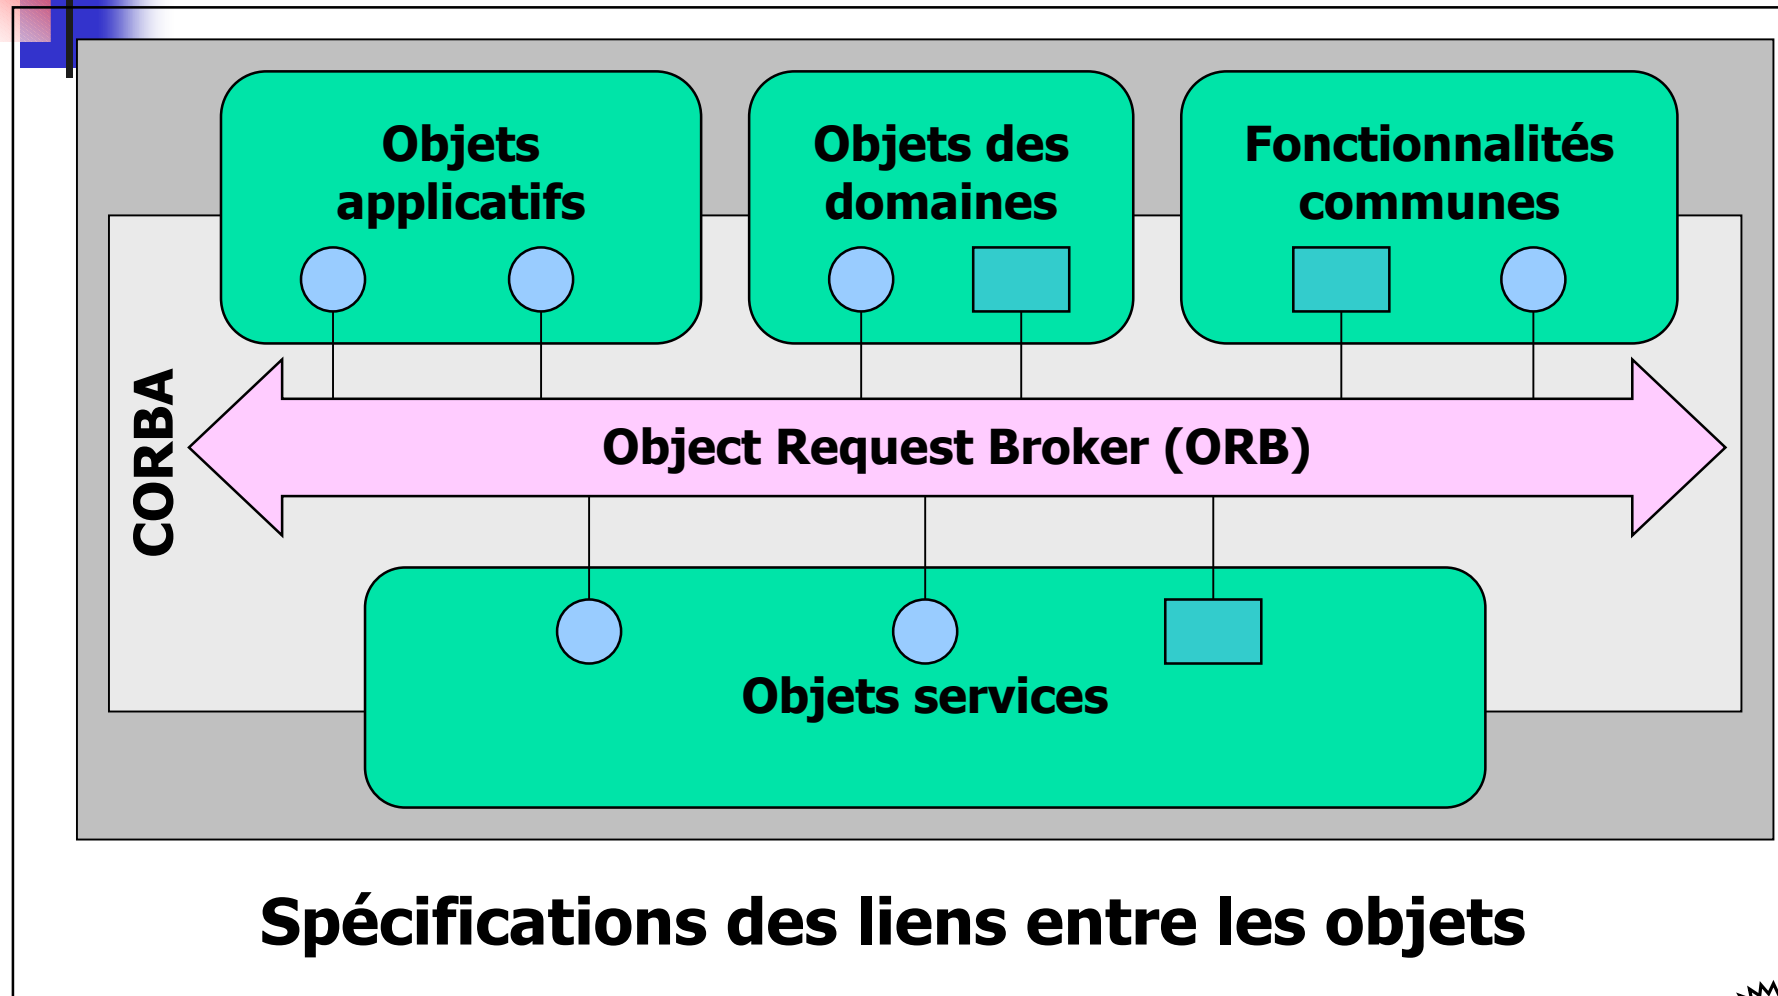 Objets
applicatifs
Objets des
domaines
Fonctionnalités
communes
CORBA
Object Request Broker (ORB)
Objets services
Spécifications des liens entre les objets